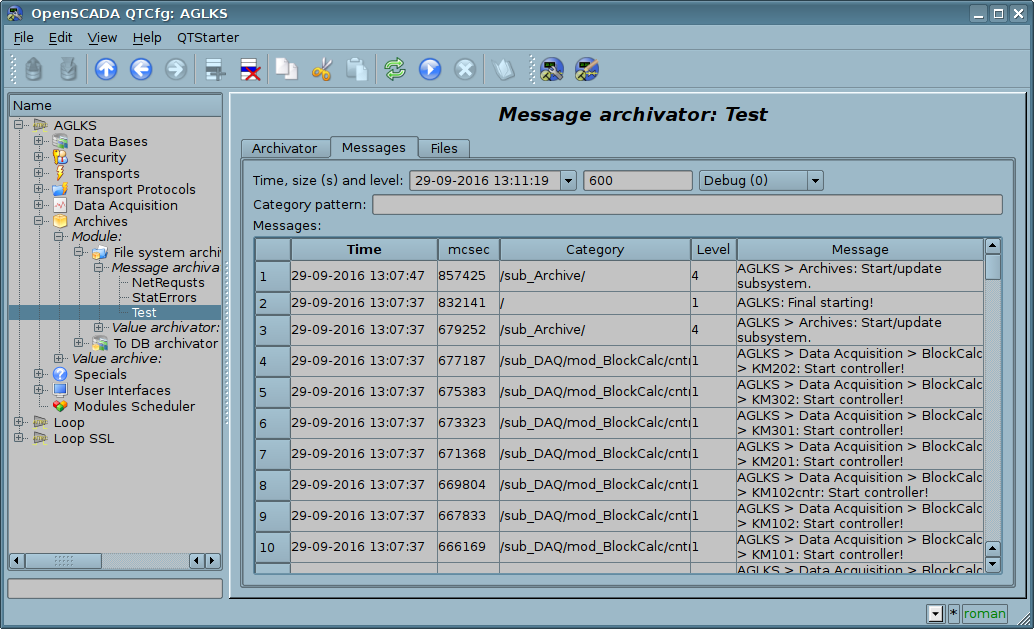 OpenSCADA QTCfg: AGLKS
File Edit View Help QTStarter
Name
AGLKS
Data Bases
Security
Transports
Transport Protocols
Data Acquisition
Archives
Module:
File system archi
Message archiva
NetRequsts
StatErrors
Test
Value archivator:
To DB archivator
Value archive:
Specials
User Interfaces
Modules Scheduler
Loop
Loop SSL
Message archivator: Test
Archivator Messages Files
Time, size (s) and level: 29-09-2016 13:11:19 600 Debug (0)
Category pattern:
Messages:
Time mcsec Category Level Message
1 29-09-2016 13:07:47 857425 /sub_Archive/ 4 AGLKS > Archives: Start/update
subsystem.
2 29-09-2016 13:07:37 832141 / 1 AGLKS: Final starting!
3 29-09-2016 13:07:37 679252 /sub_Archive/ 4 AGLKS > Archives: Start/update
subsystem.
4 29-09-2016 13:07:37 677187 /sub_DAQ/mod_BlockCalc/cntr 1 AGLKS > Data Acquisition > BlockCalc
> KM202: Start controller!
5 29-09-2016 13:07:37 675383 /sub_DAQ/mod_BlockCalc/cntr 1 AGLKS > Data Acquisition > BlockCalc
> KM302: Start controller!
6 29-09-2016 13:07:37 673323 /sub_DAQ/mod_BlockCalc/cntr 1 AGLKS > Data Acquisition > BlockCalc
> KM301: Start controller!
7 29-09-2016 13:07:37 671368 /sub_DAQ/mod_BlockCalc/cntr 1 AGLKS > Data Acquisition > BlockCalc
> KM201: Start controller!
8 29-09-2016 13:07:37 669804 /sub_DAQ/mod_BlockCalc/cntr 1 AGLKS > Data Acquisition > BlockCalc
> KM102cntr: Start controller!
9 29-09-2016 13:07:37 667833 /sub_DAQ/mod_BlockCalc/cntr 1 AGLKS > Data Acquisition > BlockCalc
> KM102: Start controller!
10 29-09-2016 13:07:37 666169 /sub_DAQ/mod_BlockCalc/cntr 1 AGLKS > Data Acquisition > BlockCalc
> KM101: Start controller!
AGLKS > Data Acquisition > BlockCalc
* roman